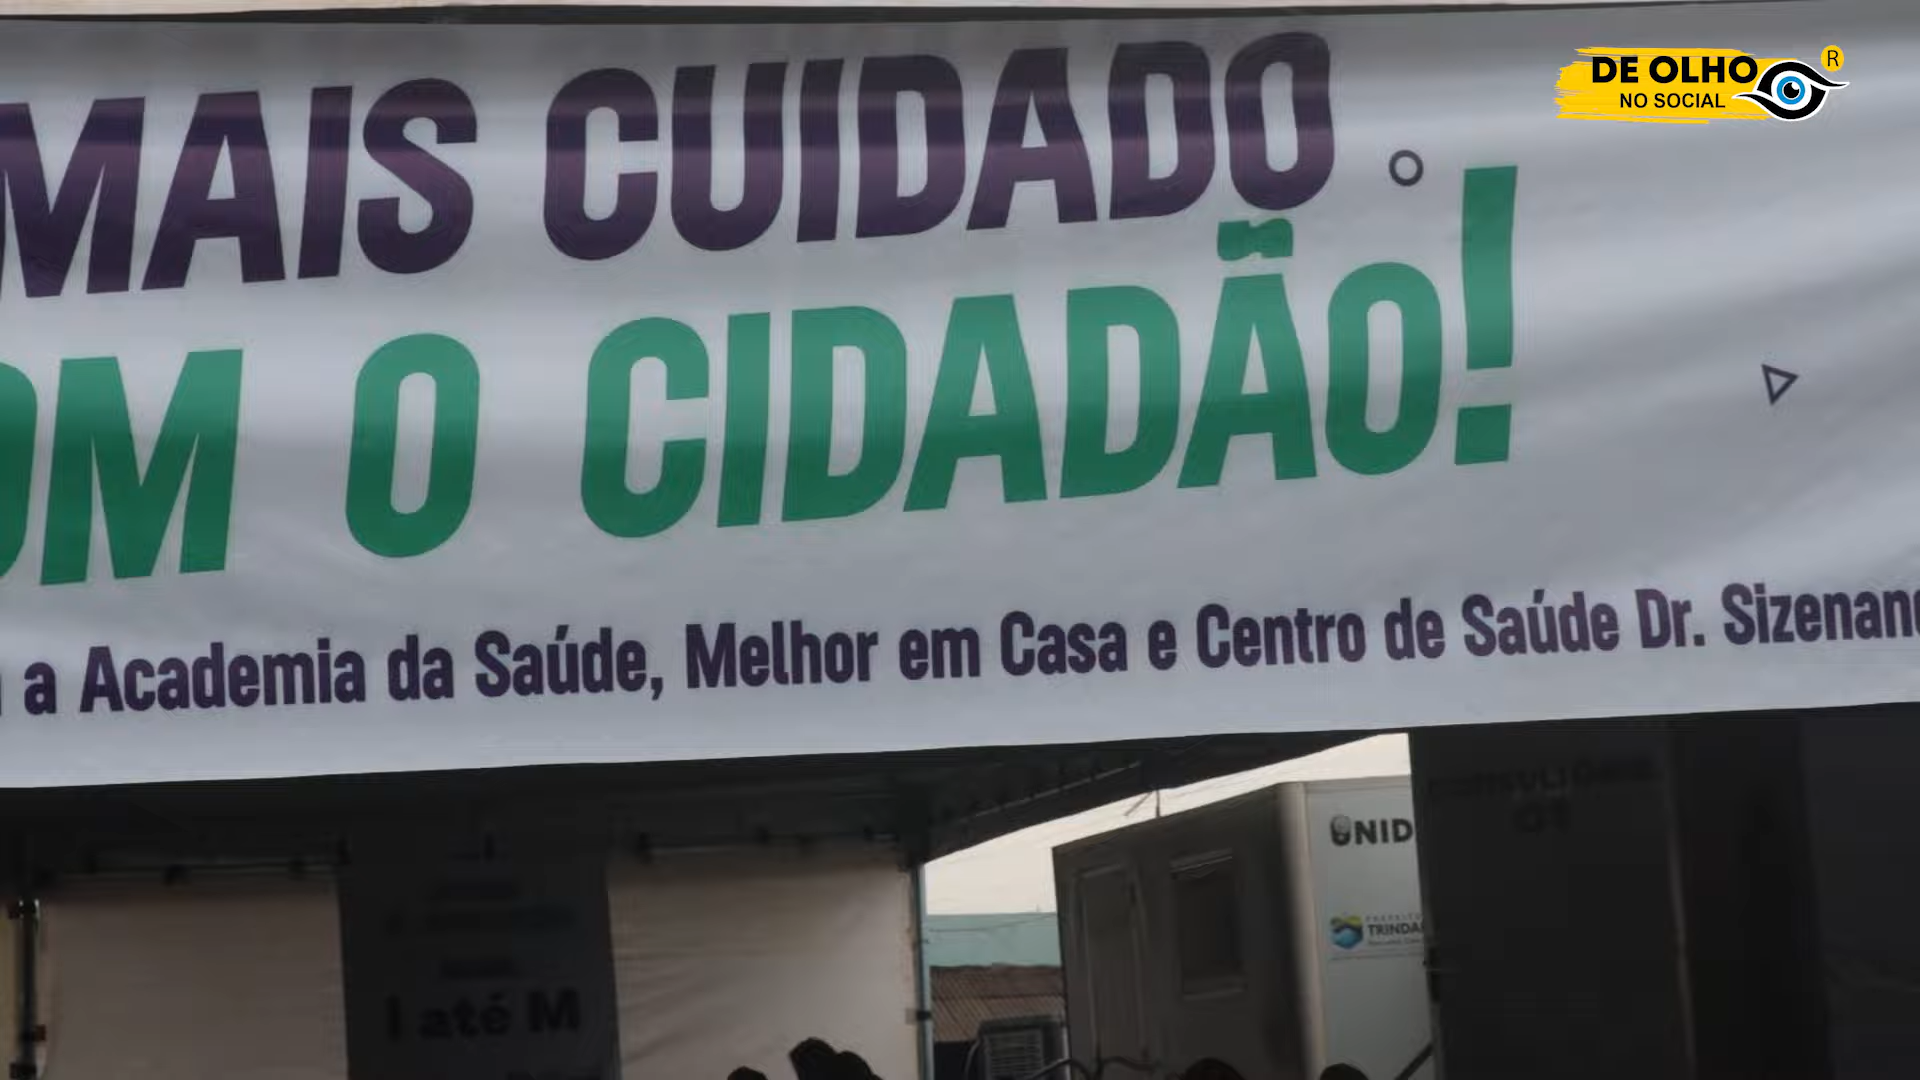 DE OLHO
NO SOCIAL
R
MAIS CUIDADO
OM O CIDADÃO!
a Academia da Saúde, Melhor em Casa e Centro de Saúde Dr. Sizenand
UNID
TRINDA
I até M